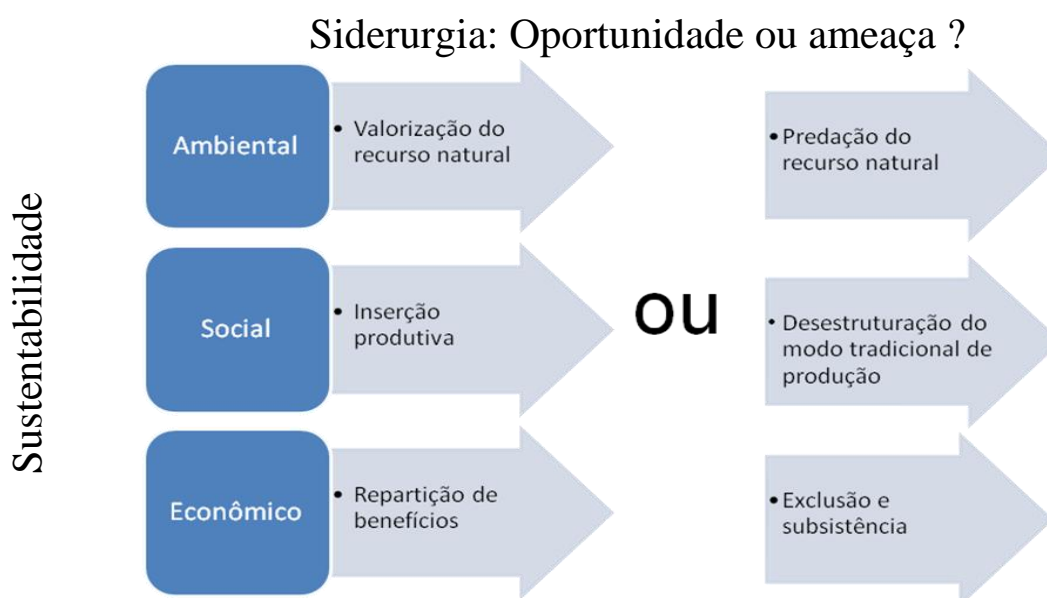 Siderurgia: Oportunidade ou ameaça ?
Sustentabilidade
Ambiental
• Valorização do
recurso natural
• Predação do
recurso natural
Social
• Inserção
produtiva
ou
• Desestruturação do
modo tradicional de
produção
Econômico
• Repartição de
benefícios
• Exclusão e
subsistência